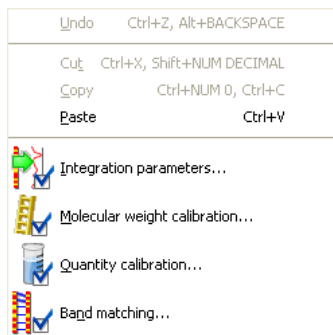 Undo Ctrl+Z, Alt+BACKSPACE
Cut Ctrl+X, Shift+NUM DECIMAL
Copy Ctrl+NUM 0, Ctrl+C
Paste Ctrl+V
Integration parameters...
Molecular weight calibration...
Quantity calibration...
Band matching...